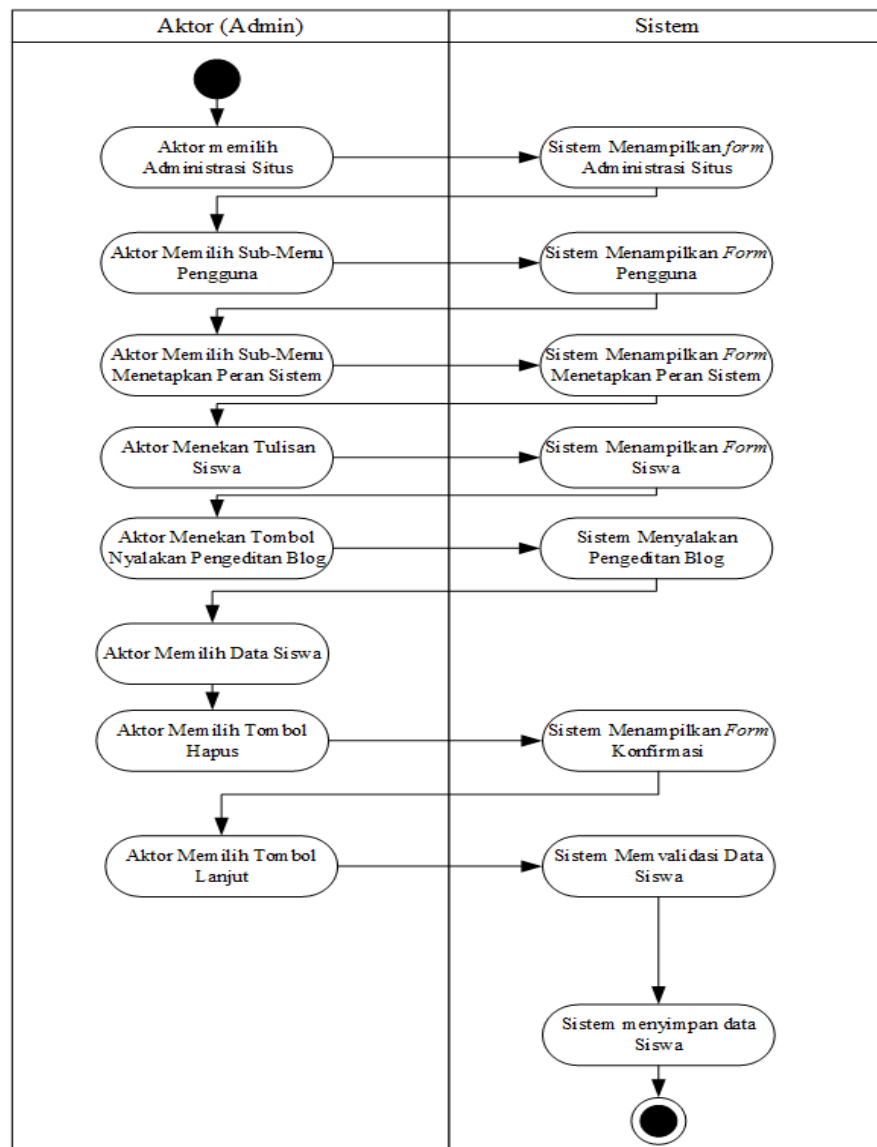 Aktor (Admin)
Sistem
Aktor memilih
Administrasi Situs
Sistem Menampilkan form
Administrasi Situs
Aktor Memilih Sub-Menu
Pengguna
Sistem Menampilkan Form
Pengguna
Aktor Memilih Sub-Menu
Menetapkan Peran Sistem
Sistem Menampilkan Form
Menetapkan Peran Sistem
Aktor Menekan Tulisan
Siswa
Sistem Menampilkan Form
Siswa
Aktor Menekan Tombol
Nyalakan Pengeditan Blog
Sistem Menyalakan
Pengeditan Blog
Aktor Memilih Data Siswa
Aktor Memilih Tombol
Hapus
Sistem Menampilkan Form
Konfirmasi
Aktor Memilih Tombol
Lanjut
Sistem Memvalidasi Data
Siswa
Sistem menyimpan data
Siswa